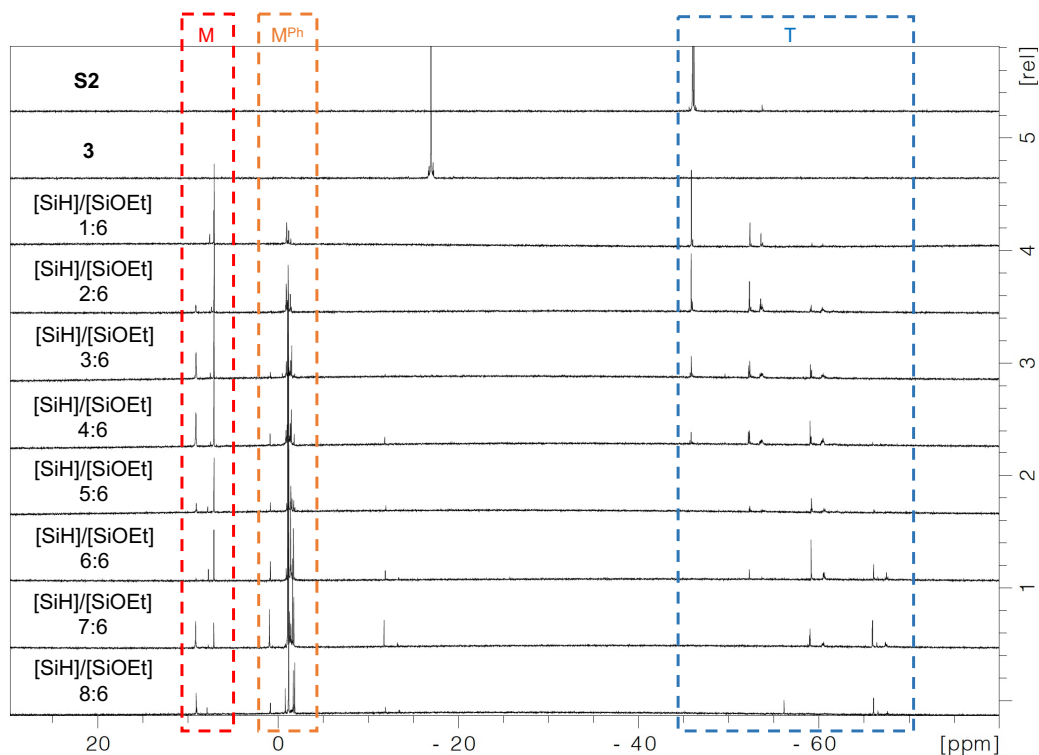 M
M^Ph
T
S2
[rel]
5
3
[SiH]/[SiOEt]
1:6
4
[SiH]/[SiOEt]
2:6
[SiH]/[SiOEt]
3:6
3
[SiH]/[SiOEt]
4:6
2
[SiH]/[SiOEt]
5:6
[SiH]/[SiOEt]
6:6
1
[SiH]/[SiOEt]
7:6
[SiH]/[SiOEt]
8:6
20 0 - 20 - 40 - 60 [ppm]